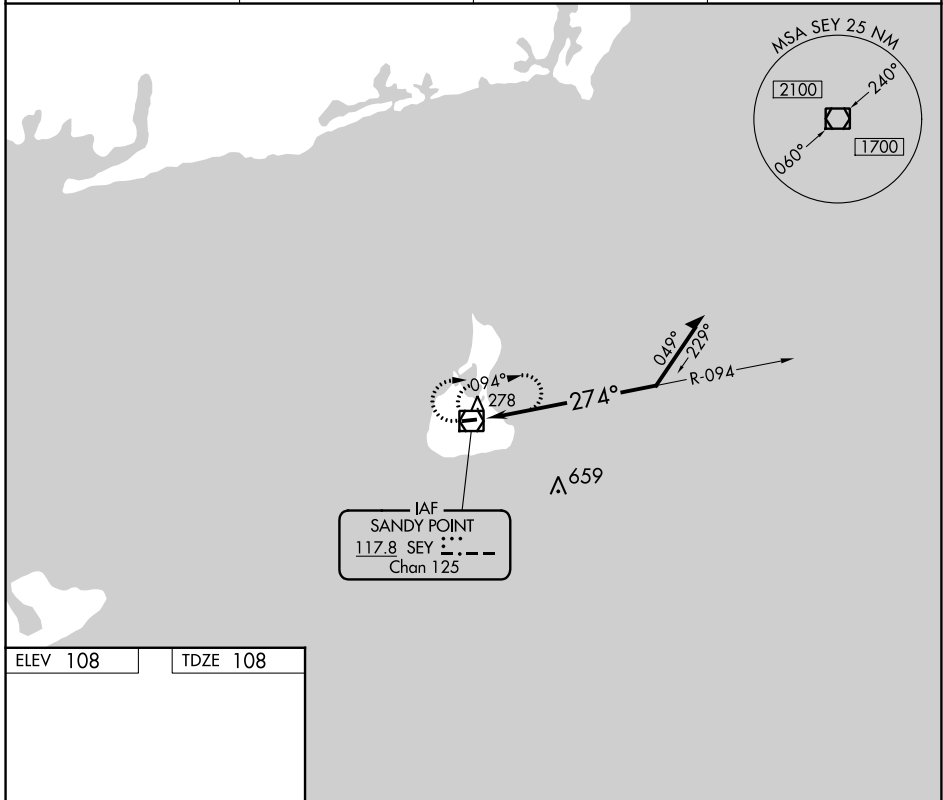 MSA SEY 25 NM
2100
240°
060°
1700
049°
229°
R-094
094°
278
274°
659
IAF
SANDY POINT
117.8 SEY
Chan 125
ELEV 108
TDZE 108